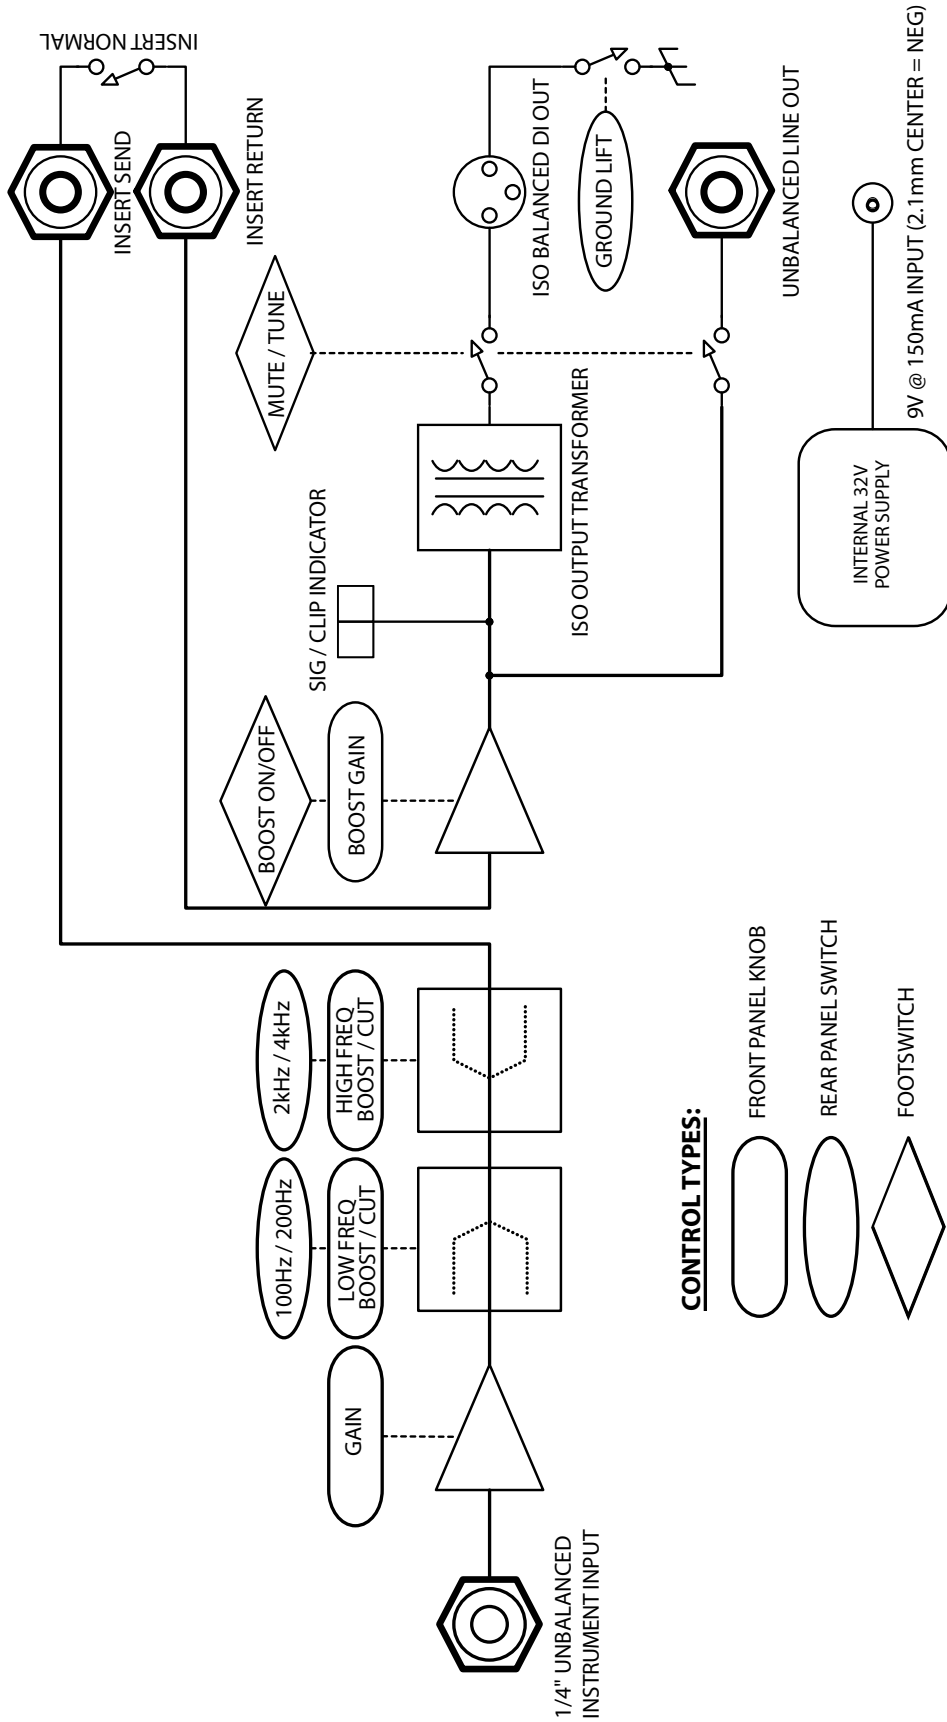 INSERT NORMAL
INSERT SEND
INSERT RETURN
MUTE / TUNE
ISO BALANCED DI OUT
GROUND LIFT
UNBALANCED LINE OUT
SIG / CLIP INDICATOR
ISO OUTPUT TRANSFORMER
INTERNAL 32V
POWER SUPPLY
9V @ 150mA INPUT (2.1mm CENTER = NEG)
BOOST ON/OFF
BOOST GAIN
2kHz / 4kHz
HIGH FREQ
BOOST / CUT
100Hz / 200Hz
LOW FREQ
BOOST / CUT
GAIN
1/4" UNBALANCED
INSTRUMENT INPUT
CONTROL TYPES:
FRONT PANEL KNOB
REAR PANEL SWITCH
FOOTSWITCH